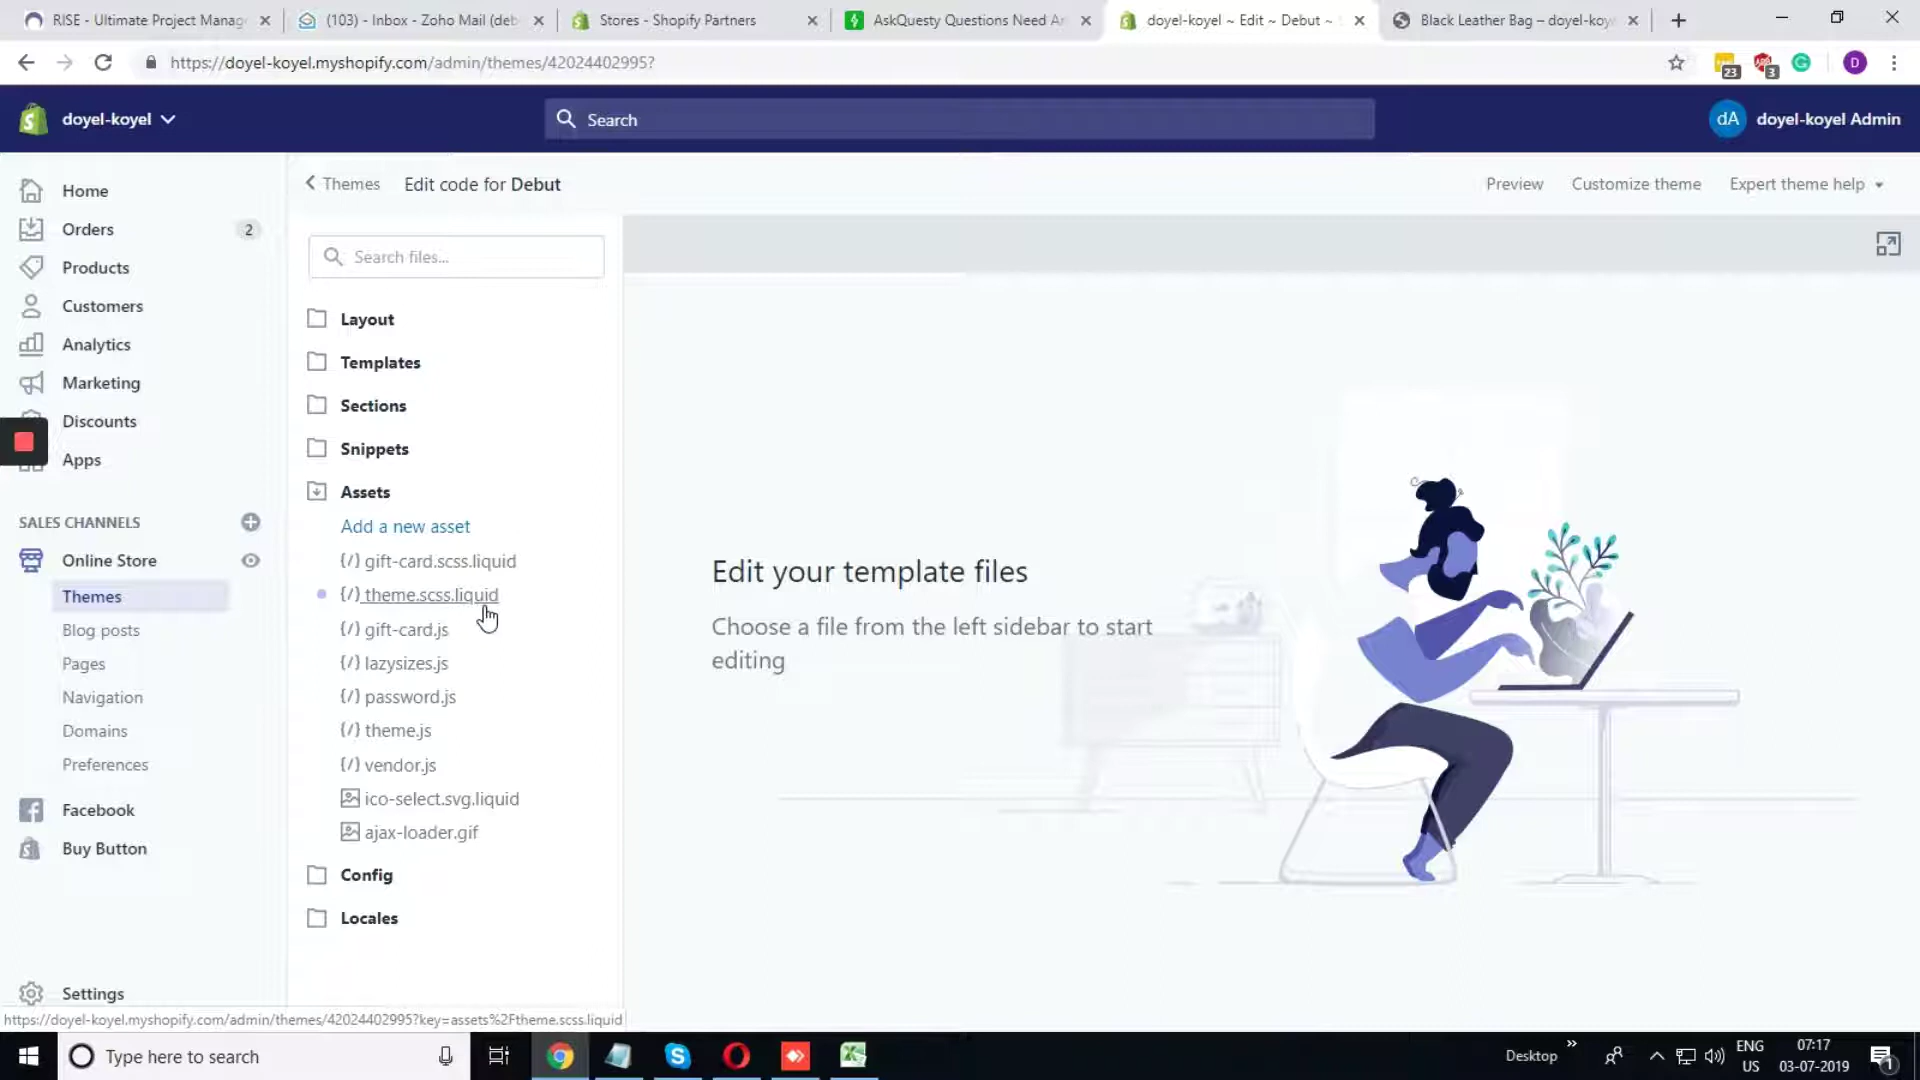 RISE - Ultimate Project Manag
(103) - Inbox - Zoho Mail (deb
Stores - Shopify Partners
AskQuesty Questions Need An
doyel-koyel ~ Edit ~ Debut ~
Black Leather Bag – doyel-koy
https://doyel-koyel.myshopify.com/admin/themes/42024402995?
23
3
D
doyel-koyel
Search
dA
doyel-koyel Admin
Home
Orders
2
Products
Customers
Analytics
Marketing
Discounts
Apps
SALES CHANNELS
Online Store
Themes
Blog posts
Pages
Navigation
Domains
Preferences
Facebook
Buy Button
Settings
Themes
Edit code for Debut
Preview
Customize theme
Expert theme help
Search files...
Layout
Templates
Sections
Snippets
Assets
Add a new asset
{/} gift-card.scss.liquid
{/} theme.scss.liquid
{/} gift-card.js
{/} lazysizes.js
{/} password.js
{/} theme.js
{/} vendor.js
ico-select.svg.liquid
ajax-loader.gif
Config
Locales
Edit your template files
Choose a file from the left sidebar to start
editing
https://doyel-koyel.myshopify.com/admin/themes/42024402995?key=assets%2Ftheme.scss.liquid
Type here to search
Desktop
ENG
US
07:17
03-07-2019
1